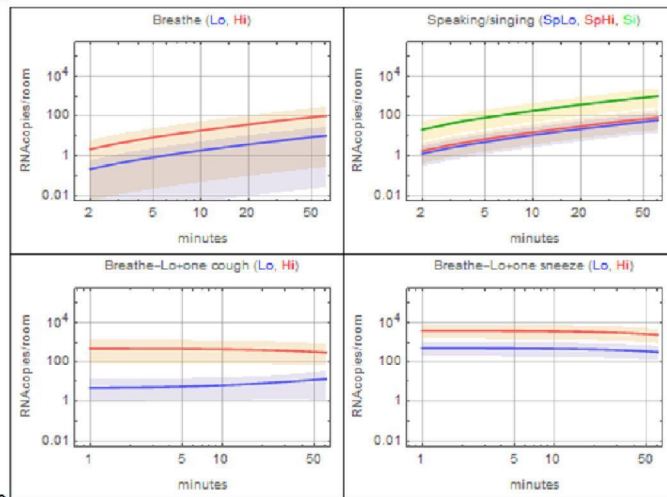 Breathe (Lo, Hi)
RNAcopies/room
10^4
100
1
0.01
2
5
10
20
50
minutes
Speaking/singing (SpLo, SpHi, Si)
RNAcopies/room
10^4
100
1
0.01
2
5
10
20
50
minutes
Breathe–Lo+one cough (Lo, Hi)
RNAcopies/room
10^4
100
1
0.01
1
5
10
50
minutes
Breathe–Lo+one sneeze (Lo, Hi)
RNAcopies/room
10^4
100
1
0.01
1
5
10
50
minutes